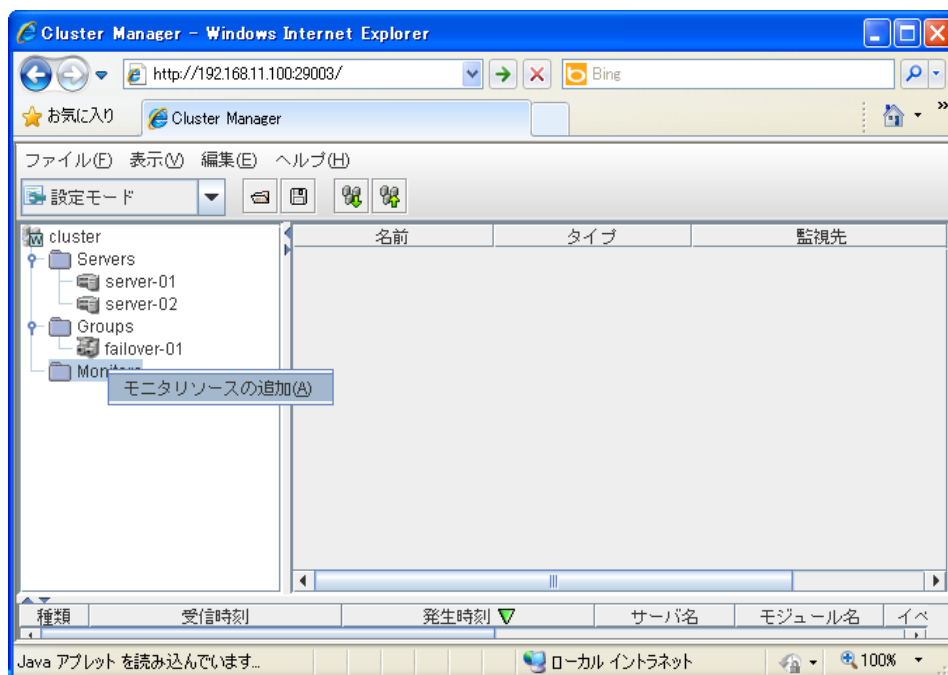 Cluster Manager - Windows Internet Explorer
http://192.168.11.100:29003/
Bing
お気に入り
Cluster Manager
ファイル(F) 表示(V) 編集(E) ヘルプ(H)
設定モード
cluster
Servers
server-01
server-02
Groups
failover-01
Monitors
モニタリソースの追加(A)
名前 タイプ 監視先
種類 受信時刻 発生時刻 サーバ名 モジュール名 イベ
Java アプレット を読み込んでいます...
ローカル イントラネット
100%